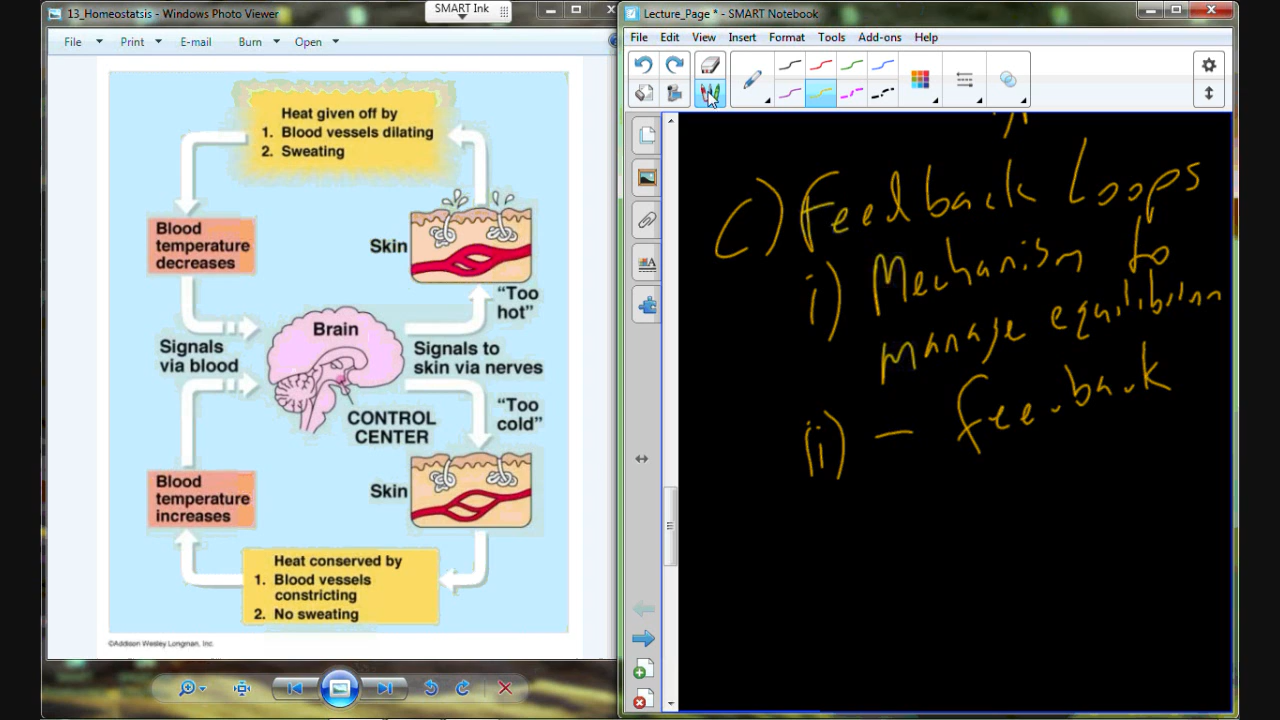 13_Homeostatsis - Windows Photo Viewer
SMART Ink
File Print E-mail Burn Open
Heat given off by
1. Blood vessels dilating
2. Sweating
Blood
temperature
decreases
Skin
"Too
hot"
Brain
Signals
via blood
Signals to
skin via nerves
CONTROL
CENTER
"Too
cold"
Blood
temperature
increases
Skin
Heat conserved by
1. Blood vessels
constricting
2. No sweating
©Addison Wesley Longman, Inc.
Lecture_Page * - SMART Notebook
File Edit View Insert Format Tools Add-ons Help
C) Feedback Loops
i) Mechanism to
manage equilibrium
ii) - Feedback